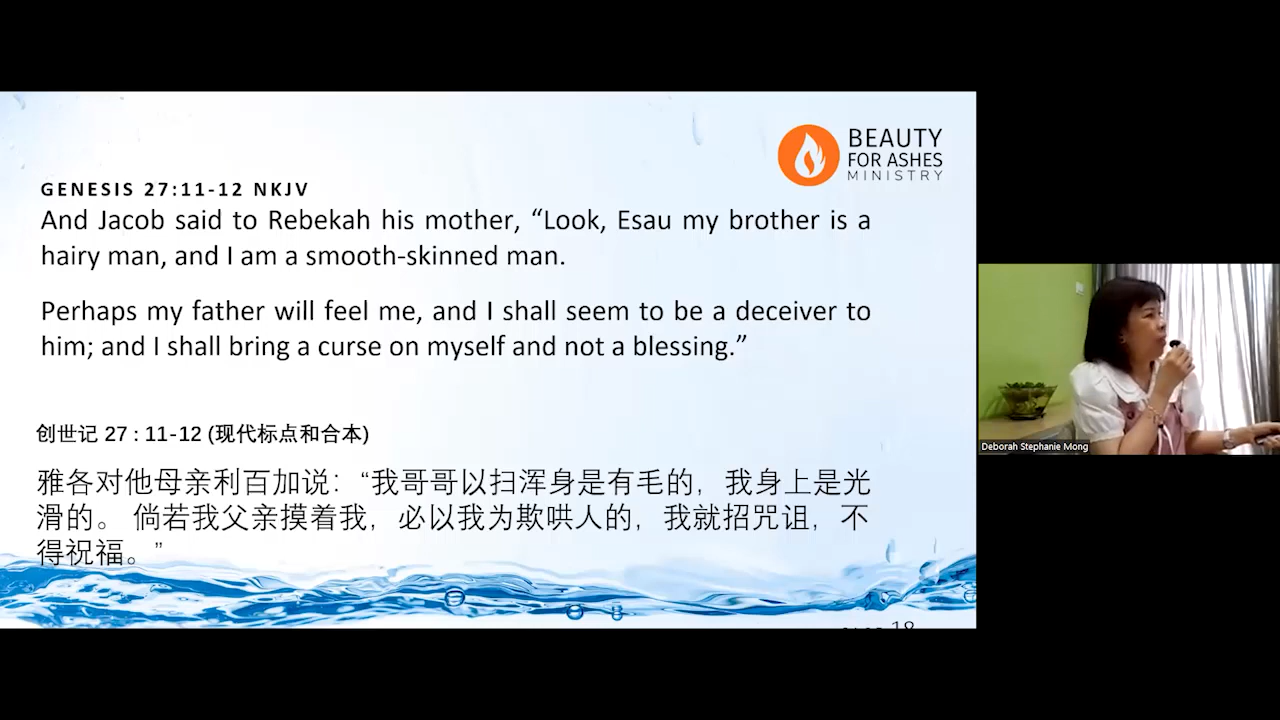 BEAUTY
FOR ASHES
MINISTRY
GENESIS 27:11-12 NKJV
And Jacob said to Rebekah his mother, “Look, Esau my brother is a
hairy man, and I am a smooth-skinned man.
Perhaps my father will feel me, and I shall seem to be a deceiver to
him; and I shall bring a curse on myself and not a blessing.”
创世记 27 : 11-12 (现代标点和合本)
雅各对他母亲利百加说：“我哥哥以扫浑身是有毛的，我身上是光
滑的。 倘若我父亲摸着我，必以我为欺哄人的，我就招咒诅，不
得祝福。”
18
Deborah Stephanie Mong